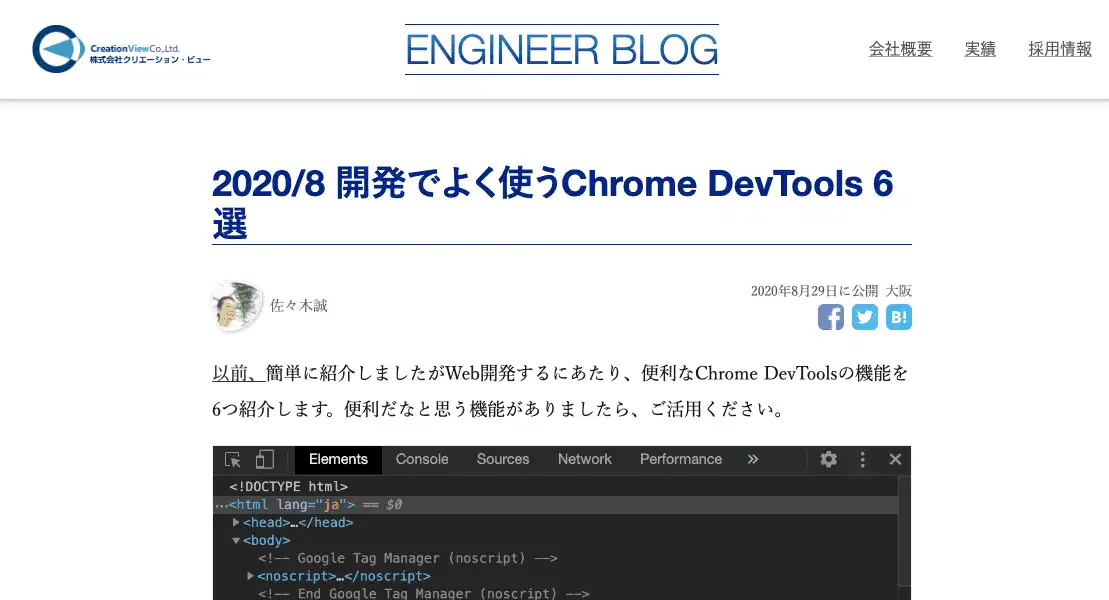 CreationViewCo.,Ltd.
株式会社クリエーション・ビュー
ENGINEER BLOG
会社概要 実績 採用情報
2020/8 開発でよく使うChrome DevTools 6
選
佐々木誠
2020年8月29日に公開 大阪
B!
以前、簡単に紹介しましたがWeb開発するにあたり、便利なChrome DevToolsの機能を
6つ紹介します。便利だなと思う機能がありましたら、ご活用ください。
Elements Console Sources Network Performance »
<!DOCTYPE html>
…<html lang="ja"> == $0
<head>…</head>
<body>
<!-- Google Tag Manager (noscript) -->
<noscript>…</noscript>
<!-- End Google Tag Manager (noscript) -->